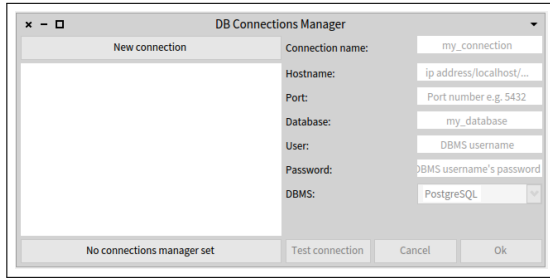 DB Connections Manager
New connection
Connection name: my_connection
Hostname: ip address/localhost/...
Port: Port number e.g. 5432
Database: my_database
User: DBMS username
Password: DBMS username's password
DBMS: PostgreSQL
No connections manager set
Test connection Cancel Ok